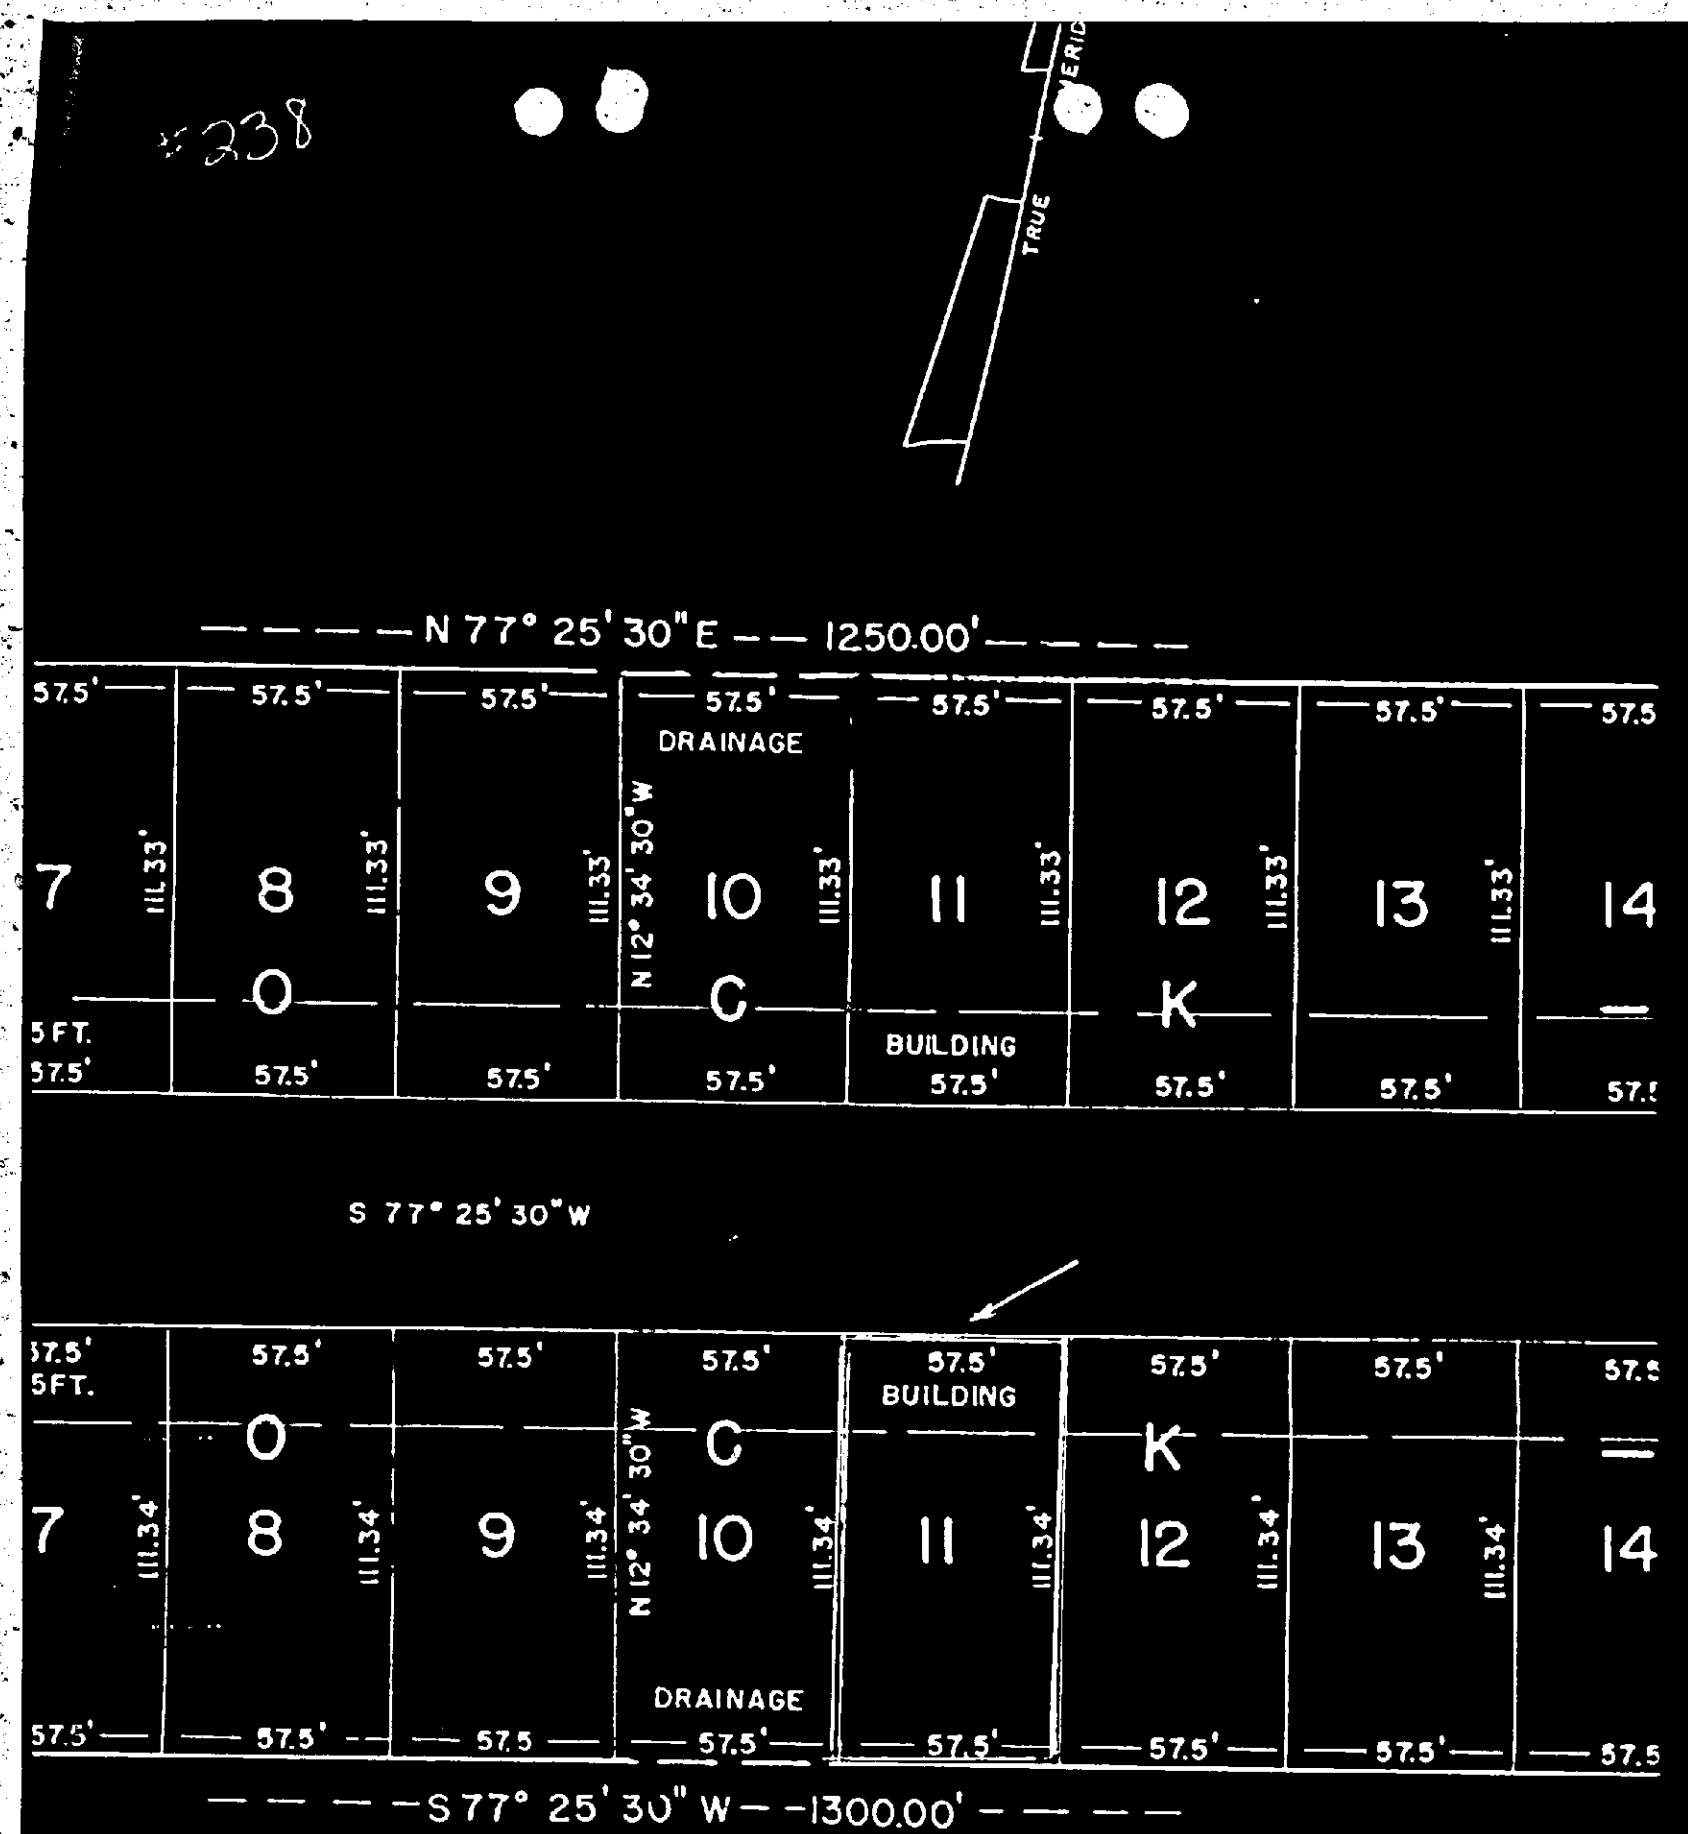 238
TRUE MERID
N 77° 25' 30" E 1250.00'
57.5' 57.5' 57.5' 57.5' 57.5' 57.5' 57.5' 57.5
DRAINAGE
111.33' 111.33' 111.33' N 12° 34' 30" W 111.33' 111.33' 111.33' 111.33'
7 8 9 10 11 12 13 14
O C K –
5 FT. BUILDING
57.5' 57.5' 57.5' 57.5' 57.5' 57.5' 57.5' 57.5
S 77° 25' 30" W
57.5' 57.5' 57.5' 57.5' 57.5' 57.5' 57.5' 57.5
5 FT. BUILDING
O C K –
7 8 9 10 11 12 13 14
111.34' 111.34' 111.34' N 12° 34' 30" W 111.34' 111.34' 111.34' 111.34'
DRAINAGE
57.5' 57.5' 57.5 57.5' 57.5' 57.5' 57.5' 57.5
S 77° 25' 30" W 1300.00'